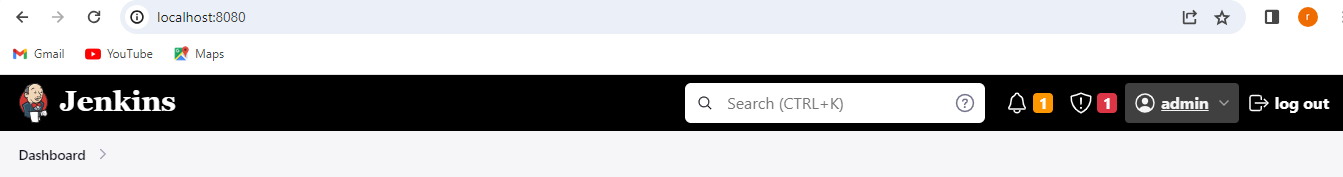 localhost:8080
r
Gmail YouTube Maps
Jenkins Search (CTRL+K) ? 1 1 admin log out
Dashboard